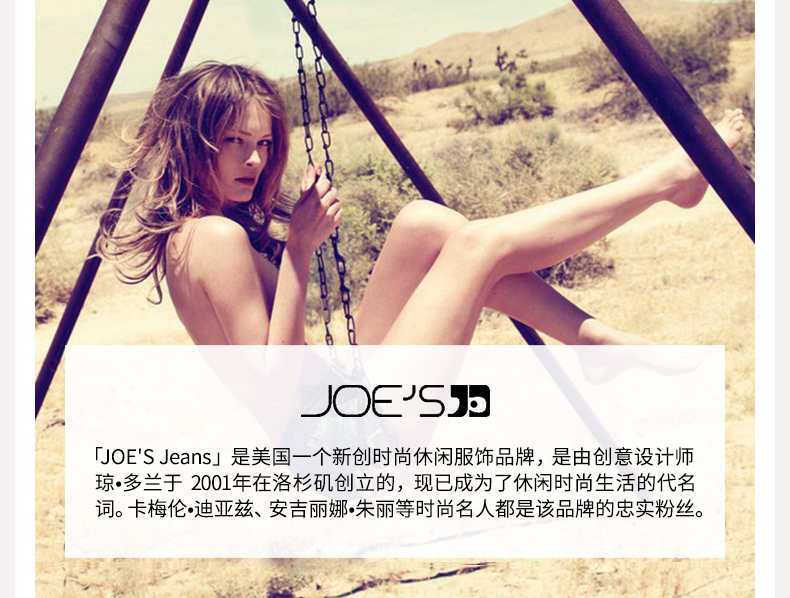 JOE'S
「JOE'S Jeans」是美国一个新创时尚休闲服饰品牌，是由创意设计师
琼•多兰于 2001年在洛杉矶创立的，现已成为了休闲时尚生活的代名
词。卡梅伦•迪亚兹、安吉丽娜•朱丽等时尚名人都是该品牌的忠实粉丝。